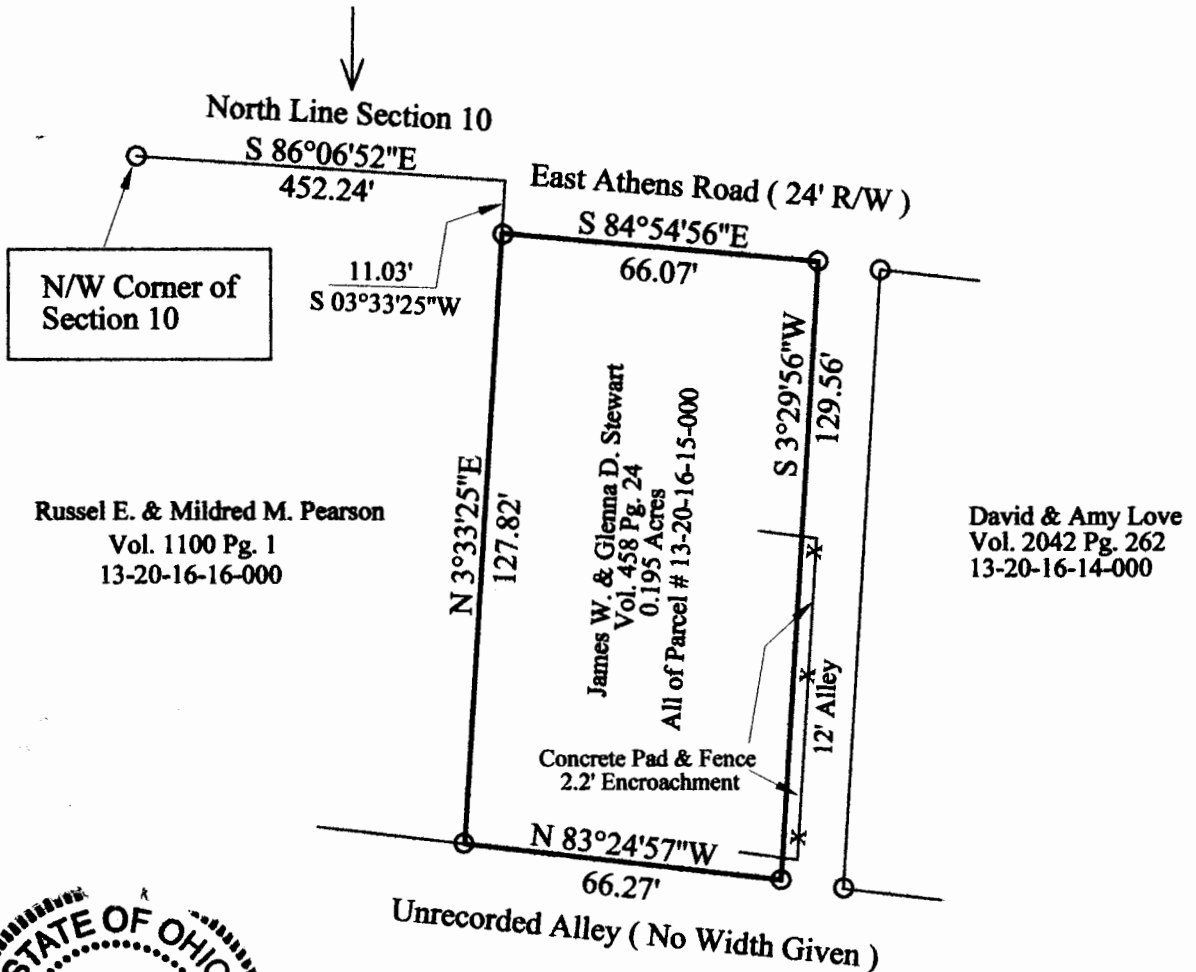 North Line Section 10
S 86°06'52"E
452.24'
East Athens Road ( 24' R/W )
S 84°54'56"E
66.07'
N/W Corner of
Section 10
11.03'
S 03°33'25"W
S 3°29'56"W
129.56'
N 3°33'25"E
127.82'
James W. & Glenna D. Stewart
Vol. 458 Pg. 24
0.195 Acres
All of Parcel # 13-20-16-15-000
Russel E. & Mildred M. Pearson
Vol. 1100 Pg. 1
13-20-16-16-000
David & Amy Love
Vol. 2042 Pg. 262
13-20-16-14-000
12' Alley
Concrete Pad & Fence
2.2' Encroachment
N 83°24'57"W
66.27'
Unrecorded Alley ( No Width Given )
STATE OF OHIO